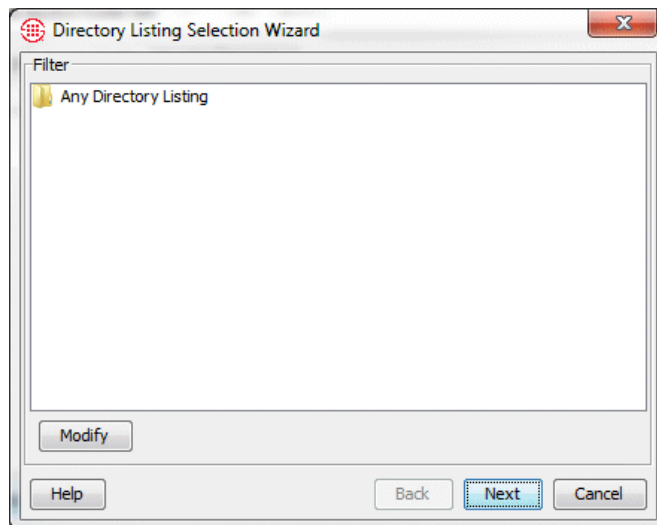 Directory Listing Selection Wizard
Filter
Any Directory Listing
Modify
Help
Back
Next
Cancel